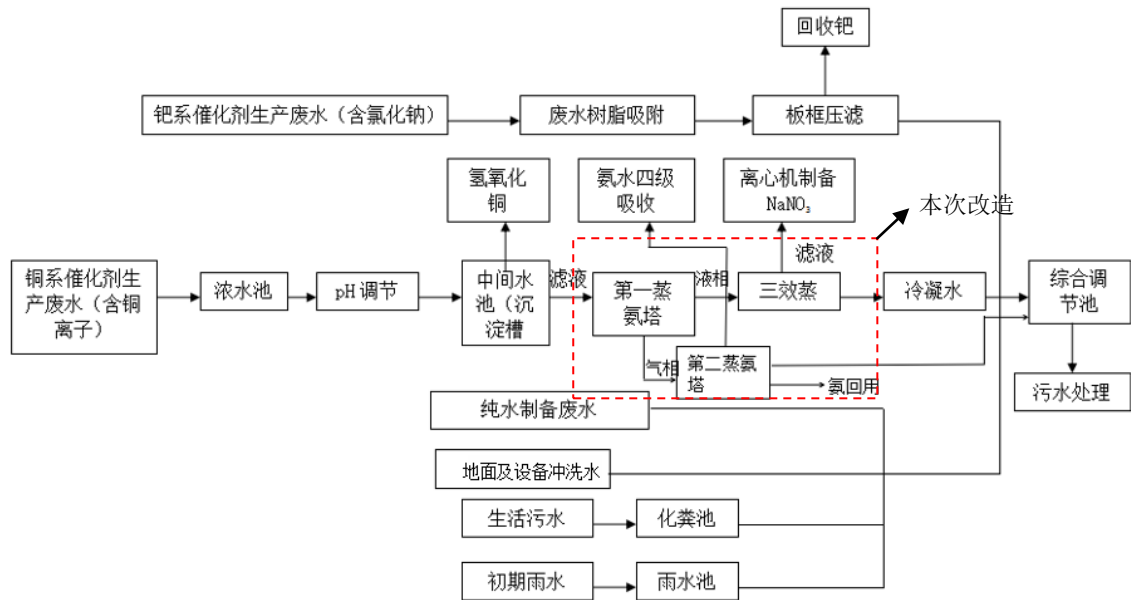 回收钯
钯系催化剂生产废水（含氯化钠）
废水树脂吸附
板框压滤
氢氧化
铜
氨水四级
吸收
离心机制备
NaNO₃
本次改造
铜系催化剂生
产废水（含铜
离子）
浓水池
pH 调节
中间水
池（沉
淀槽
滤液
第一蒸
氨塔
液相
滤液
三效蒸
冷凝水
综合调
节池
气相
第二蒸氨
塔
氨回用
污水处理
纯水制备废水
地面及设备冲洗水
生活污水
化粪池
初期雨水
雨水池